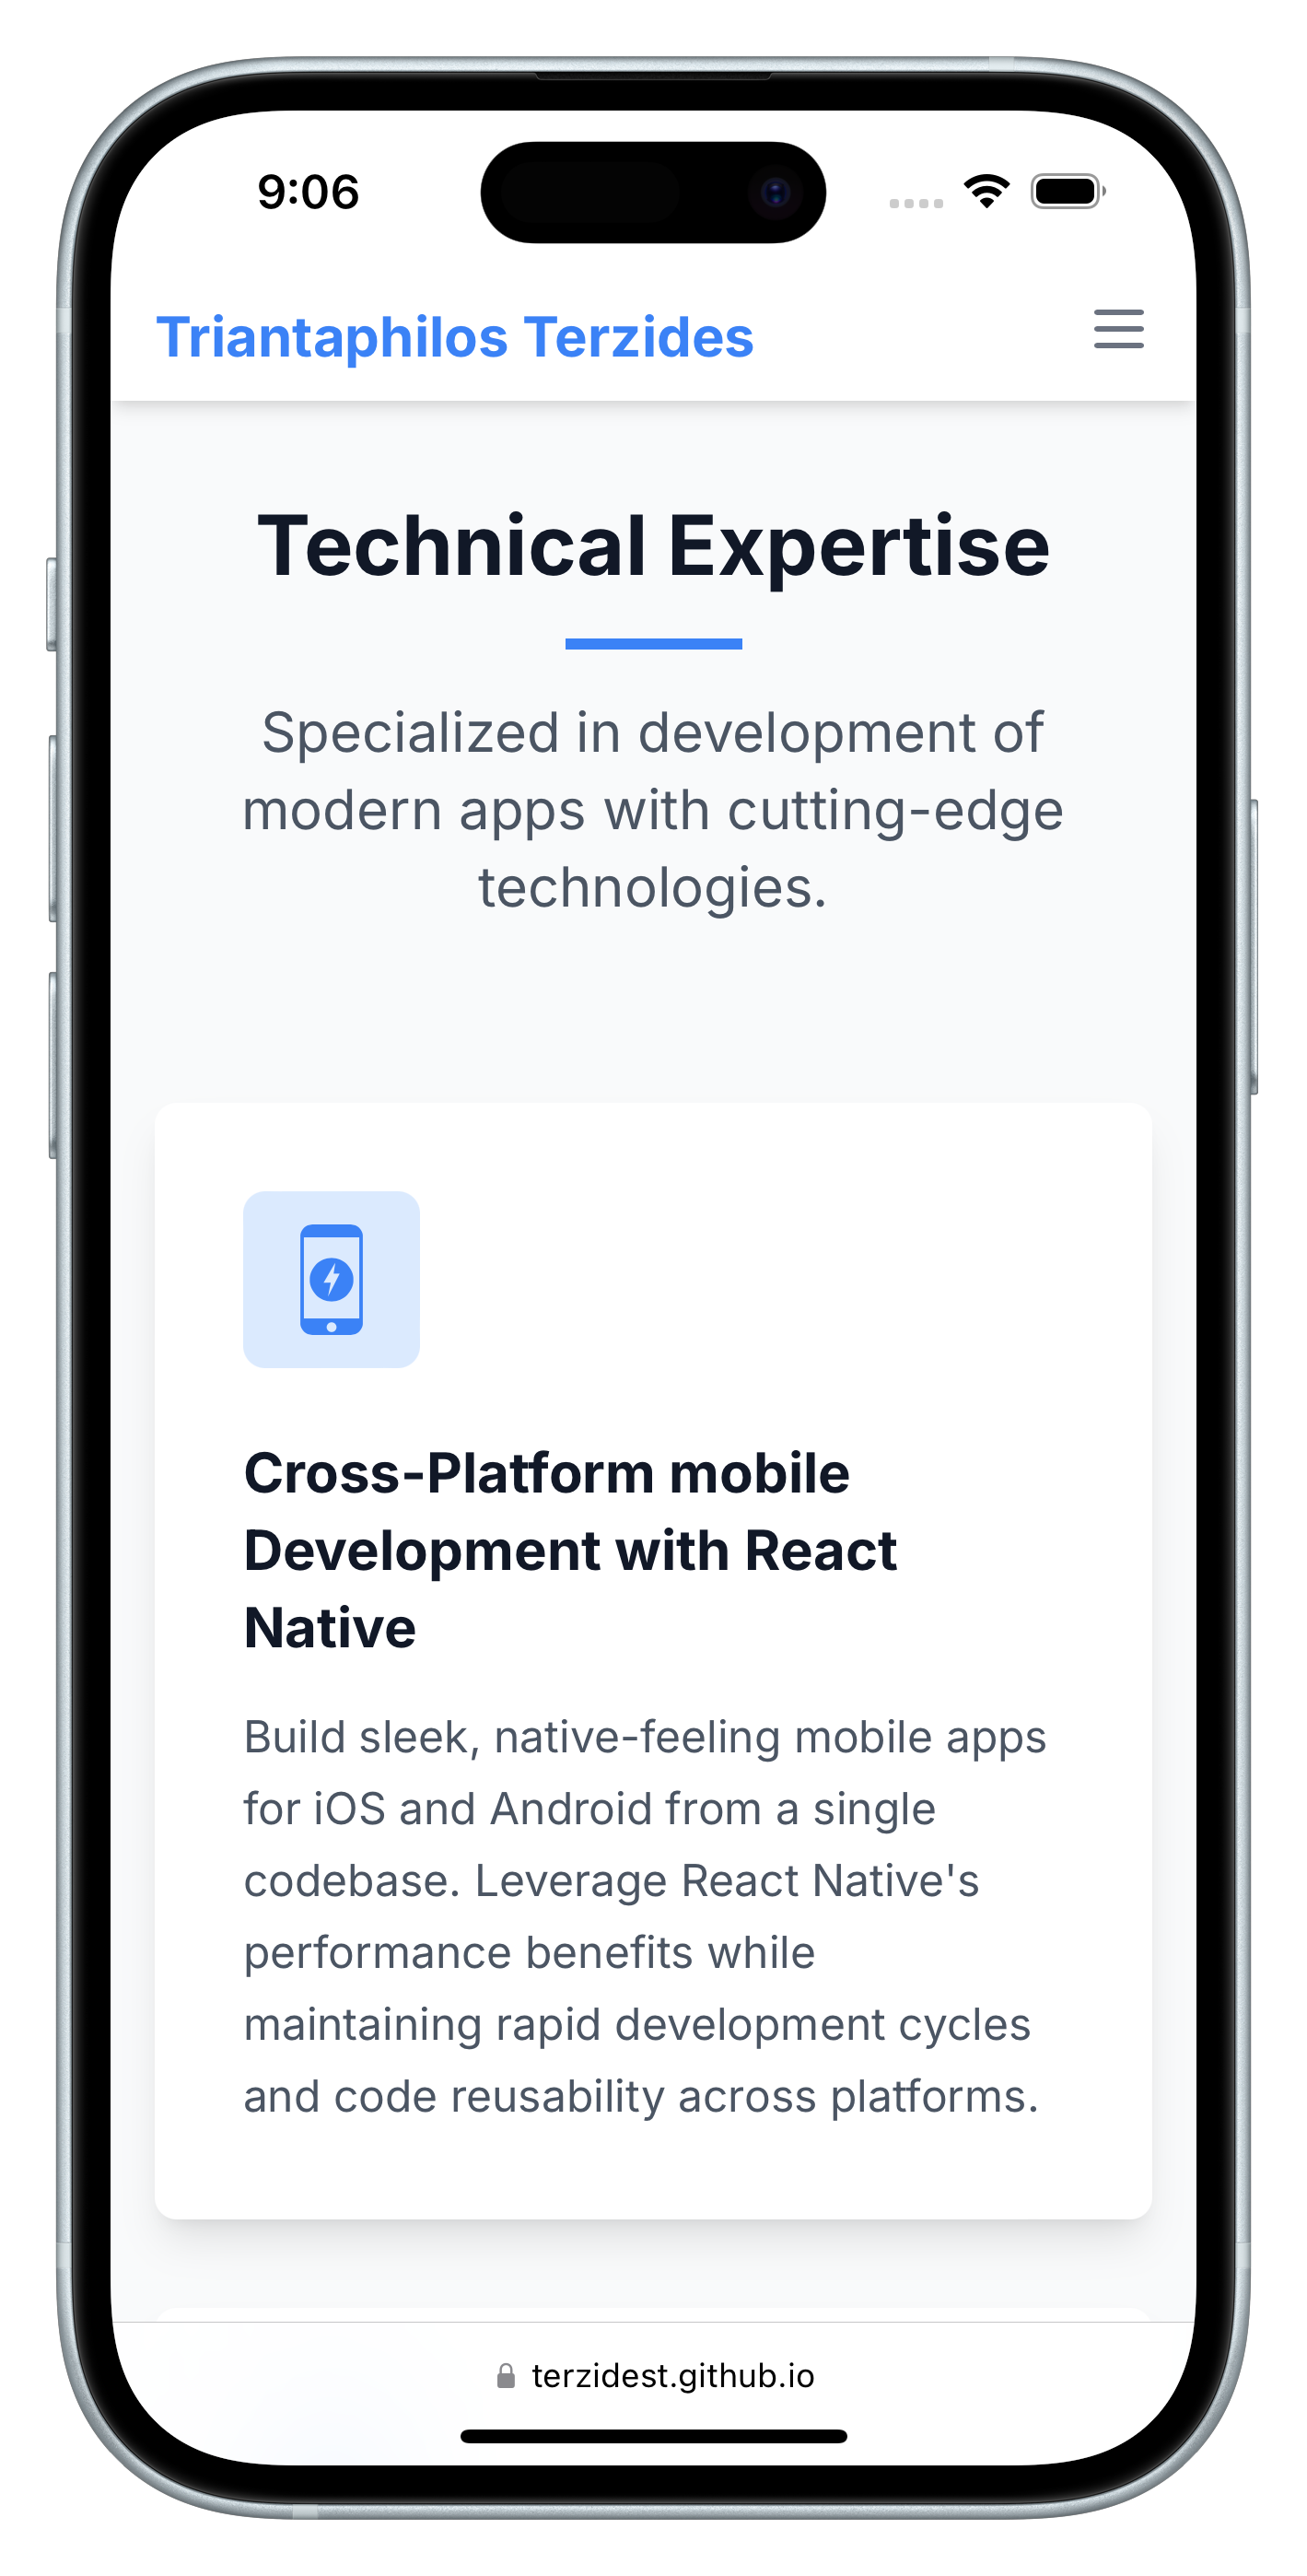 9:06
Triantaphilos Terzides
Technical Expertise
Specialized in development of
modern apps with cutting-edge
technologies.
Cross-Platform mobile
Development with React
Native
Build sleek, native-feeling mobile apps
for iOS and Android from a single
codebase. Leverage React Native's
performance benefits while
maintaining rapid development cycles
and code reusability across platforms.
terzidest.github.io